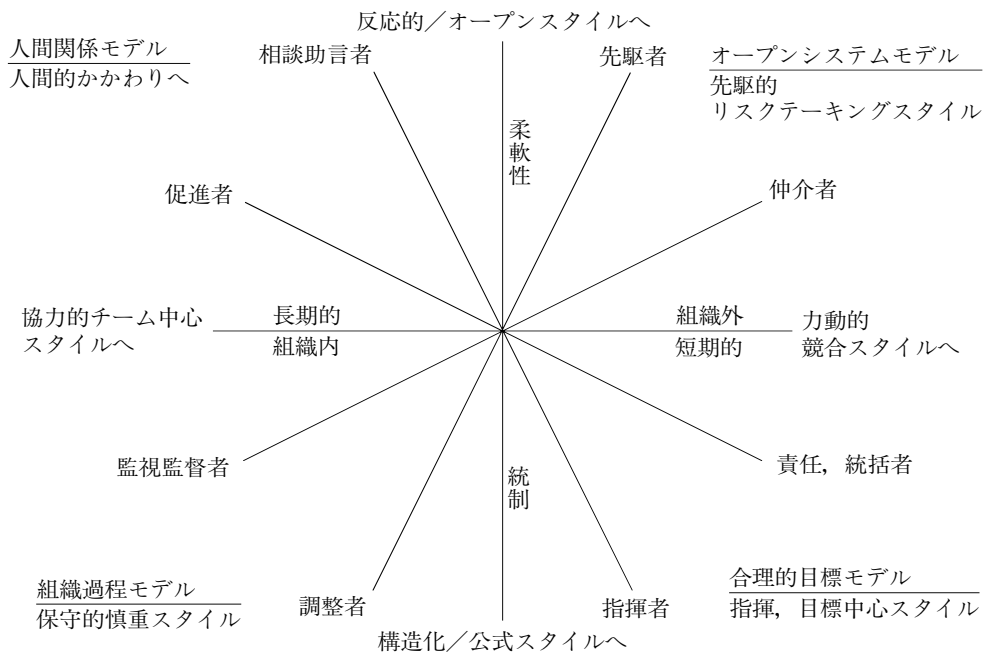 反応的／オープンスタイルへ
人間関係モデル
人間的かかわりへ
相談助言者
先駆者
オープンシステムモデル
先駆的
リスクテーキングスタイル
柔軟性
促進者
仲介者
協力的チーム中心
スタイルへ
長期的
組織内
組織外
短期的
力動的
競合スタイルへ
監視監督者
責任，統括者
統制
組織過程モデル
保守的慎重スタイル
調整者
指揮者
合理的目標モデル
指揮，目標中心スタイル
構造化／公式スタイルへ